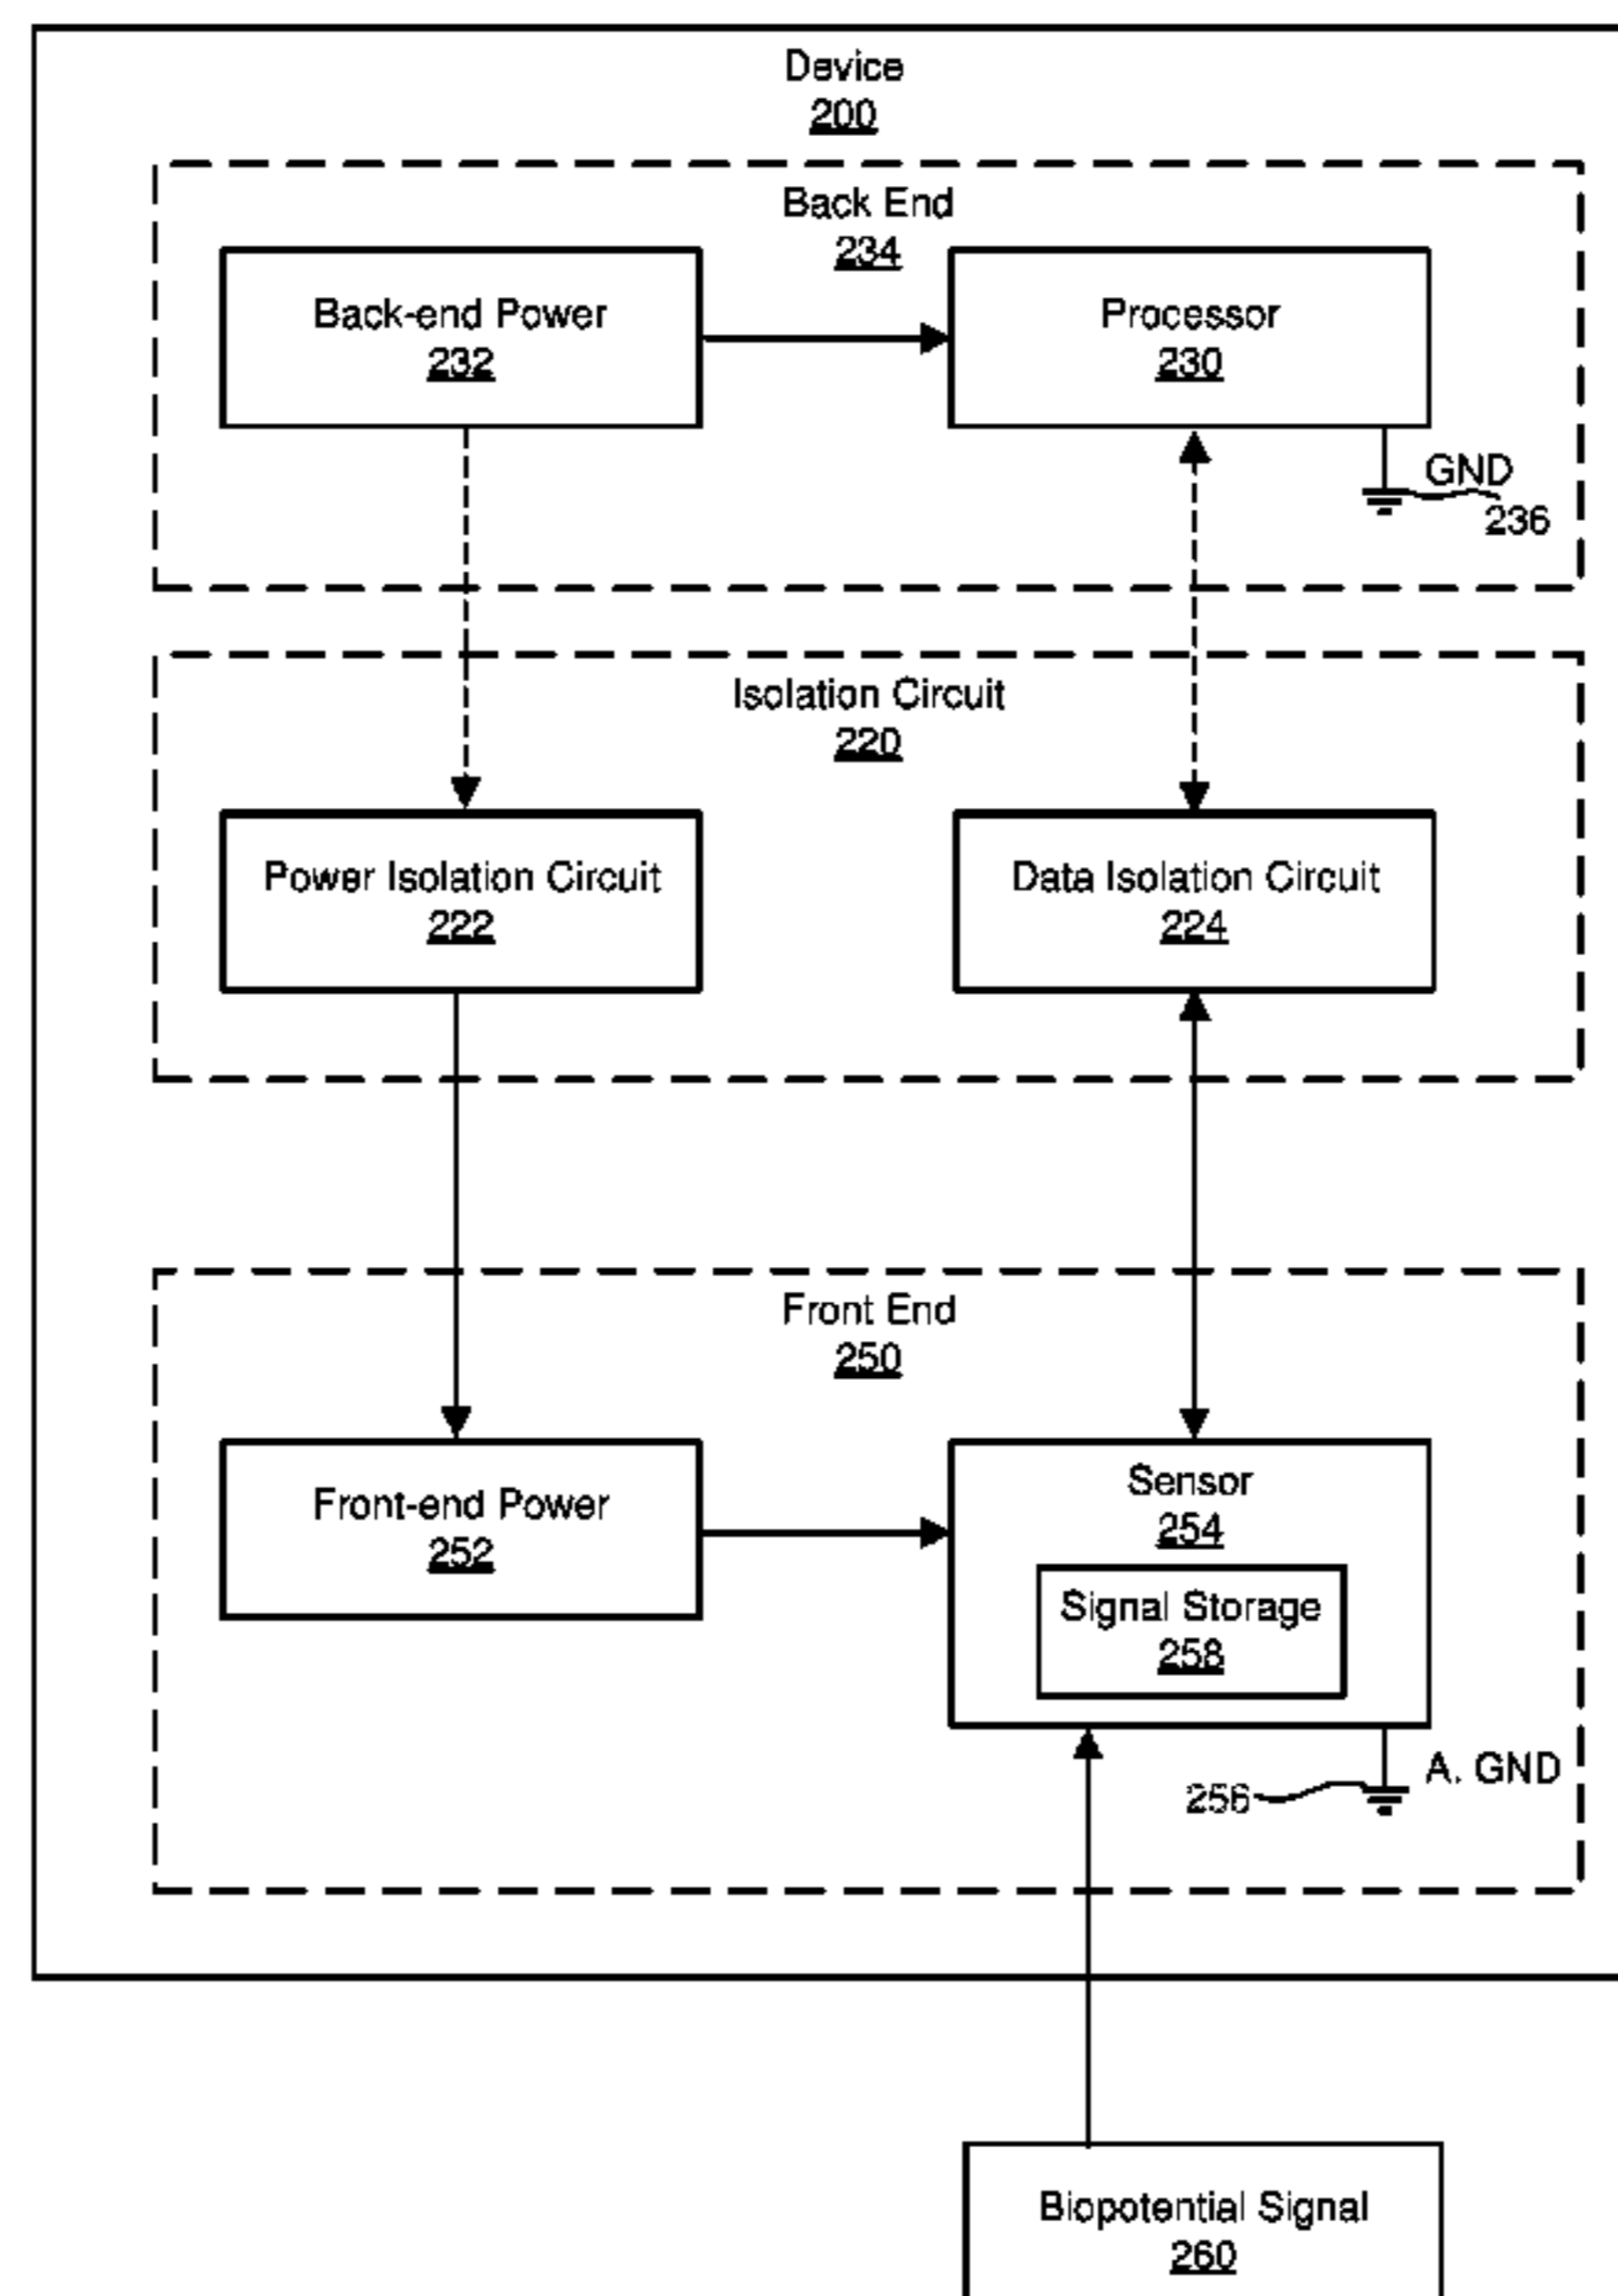 Device
200
Back End
234
Back-end Power
232
Processor
230
GND
236
Isolation Circuit
220
Power Isolation Circuit
222
Data Isolation Circuit
224
Front End
250
Front-end Power
252
Sensor
254
Signal Storage
258
A. GND
256
Biopotential Signal
260